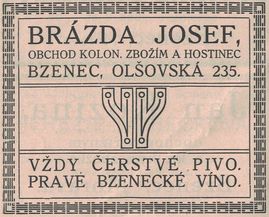 BRÁZDA JOSEF,
OBCHOD KOLON. ZBOŽÍM A HOSTINEC
BZENEC, OLŠOVSKÁ 235.
VŽDY ČERSTVÉ PIVO.
PRAVÉ BZENECKÉ VÍNO.